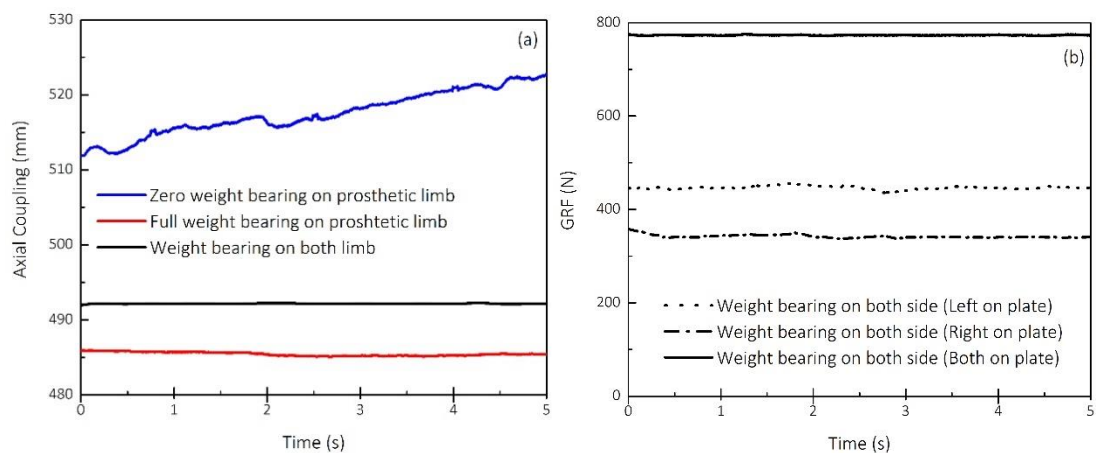 530
520
510
500
490
480
Axial Coupling (mm)
(a)
Zero weight bearing on prosthetic limb
Full weight bearing on proshtetic limb
Weight bearing on both limb
0 1 2 3 4 5
Time (s)
800
600
400
200
0
GRF (N)
(b)
Weight bearing on both side (Left on plate)
Weight bearing on both side (Right on plate)
Weight bearing on both side (Both on plate)
0 1 2 3 4 5
Time (s)